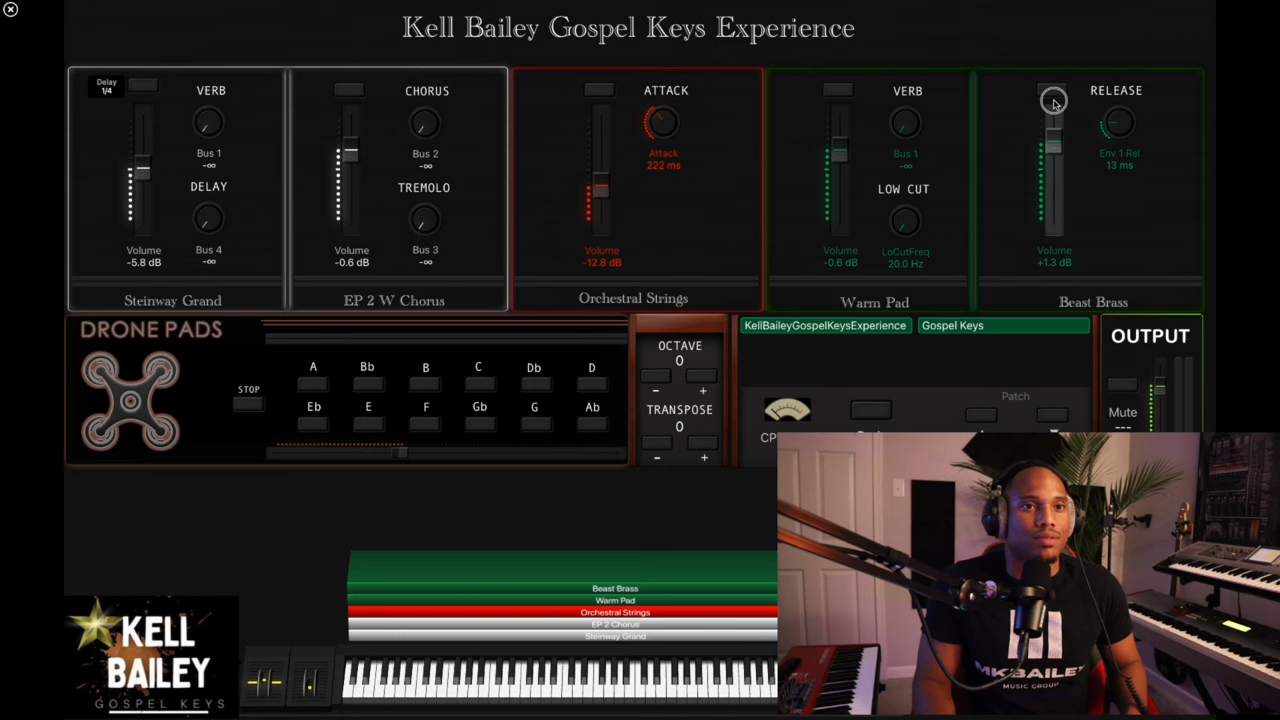 Kell Bailey Gospel Keys Experience
Delay
1/4
VERB
Bus 1
-∞
DELAY
Bus 4
-∞
Volume
-5.8 dB
Steinway Grand
CHORUS
Bus 2
-∞
TREMOLO
Bus 3
-∞
Volume
-0.6 dB
EP 2 W Chorus
ATTACK
Attack
222 ms
Volume
-12.8 dB
Orchestral Strings
VERB
Bus 1
-∞
LOW CUT
LoCutFreq
20.0 Hz
Volume
-0.6 dB
Warm Pad
RELEASE
Env 1 Rel
13 ms
Volume
+1.3 dB
Beast Brass
DRONE PADS
STOP
A Bb B C Db D
Eb E F Gb G Ab
OCTAVE
0
- +
TRANSPOSE
0
- +
KellBaileyGospelKeysExperience Gospel Keys
Patch
OUTPUT
Mute
---
Beast Brass
Warm Pad
Orchestral Strings
EP 2 Chorus
Steinway Grand
KELL
BAILEY
GOSPEL KEYS
MK BAILEY
MUSIC GROUP